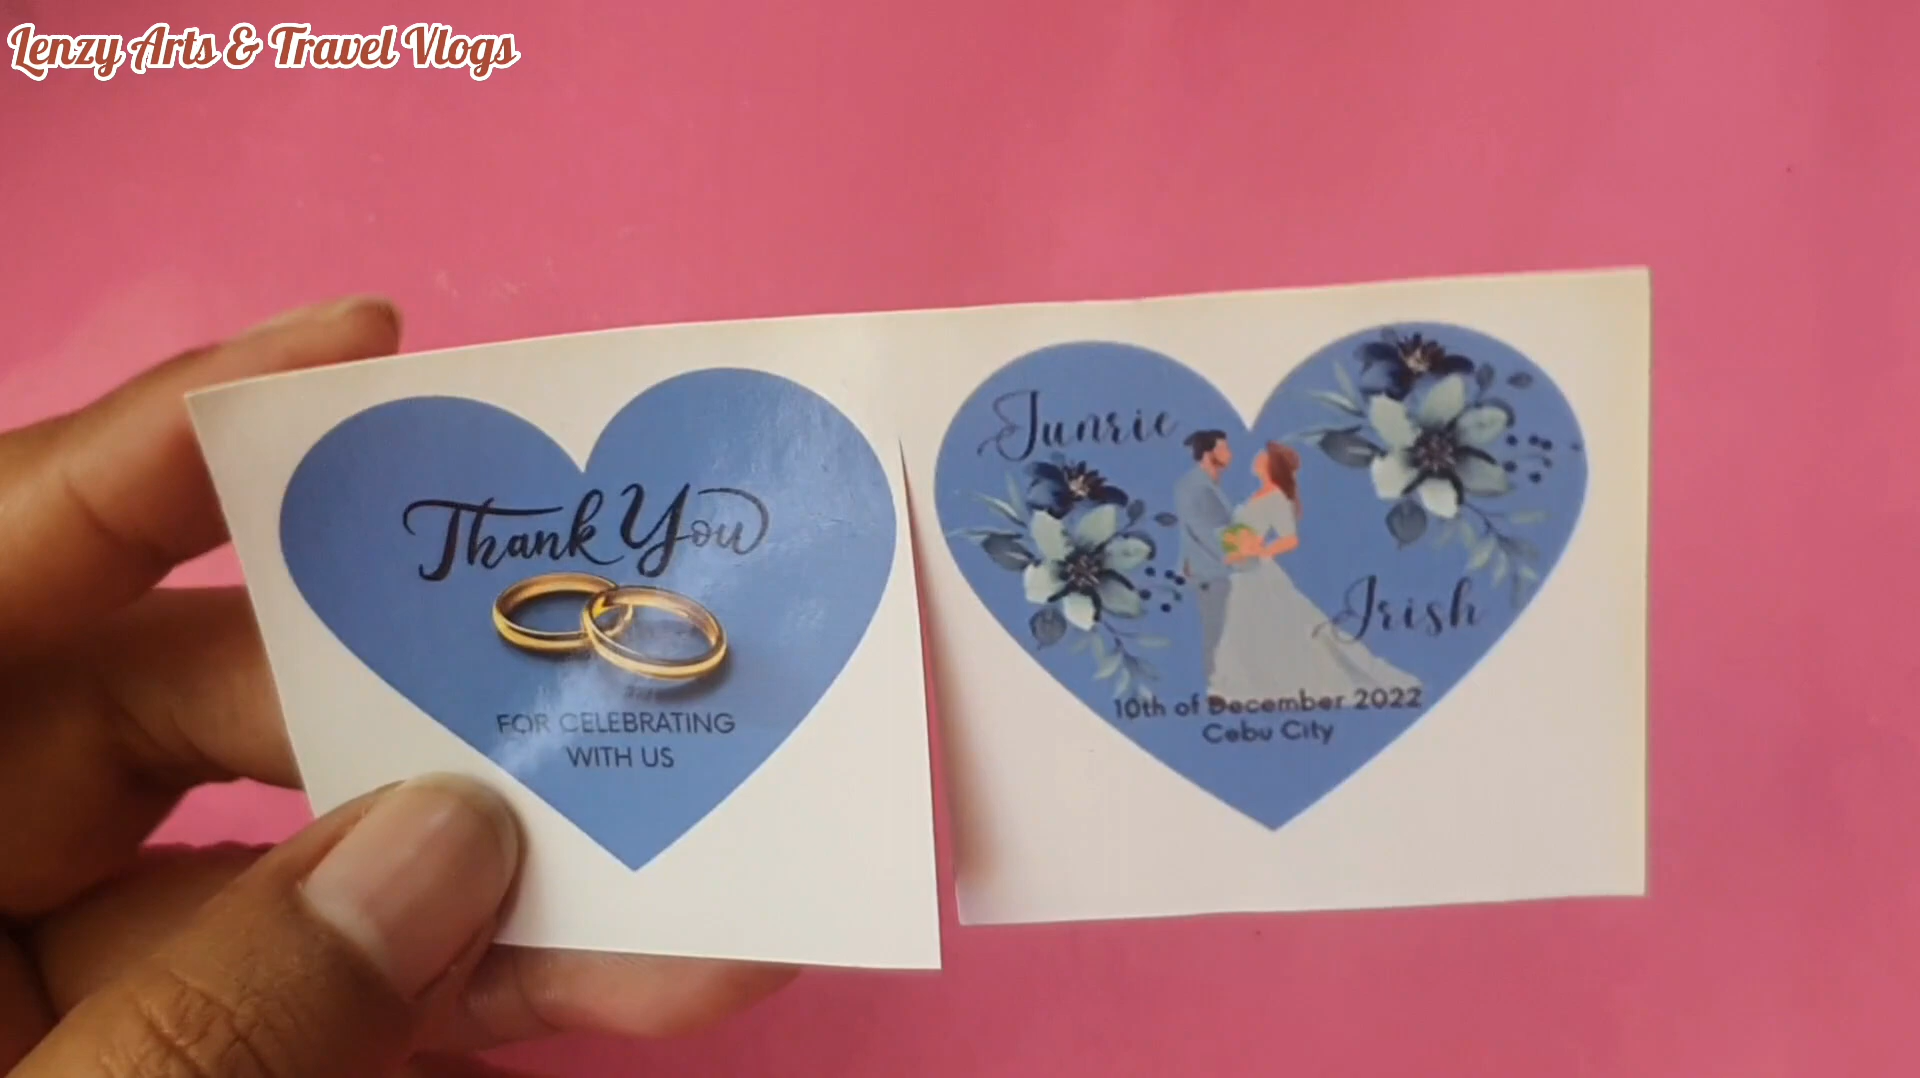 Lenzy Arts & Travel Vlogs
Thank You
FOR CELEBRATING
WITH US
Junrie
Irish
10th of December 2022
Cebu City